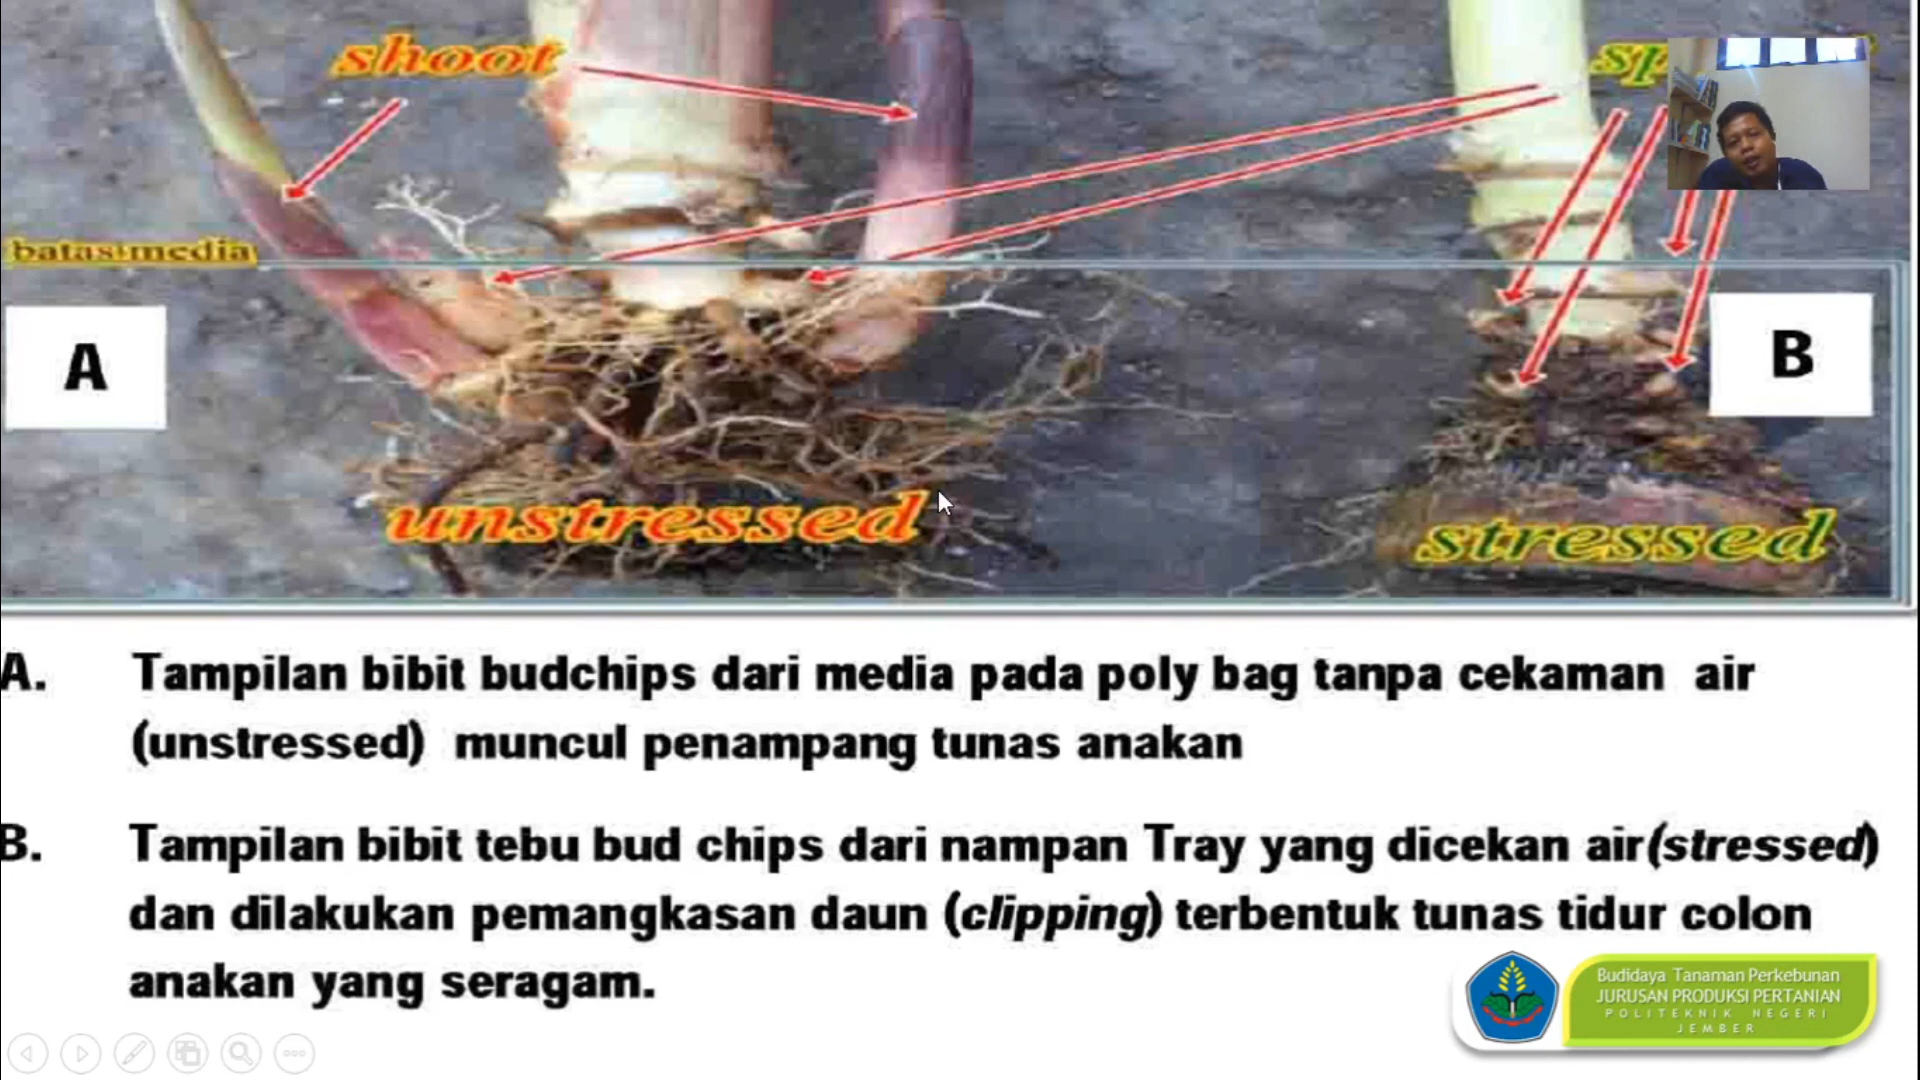 shoot
batas media
A
B
unstressed
stressed
A. Tampilan bibit budchips dari media pada poly bag tanpa cekaman air
(unstressed) muncul penampang tunas anakan
B. Tampilan bibit tebu bud chips dari nampan Tray yang dicekan air(stressed)
dan dilakukan pemangkasan daun (clipping) terbentuk tunas tidur colon
anakan yang seragam.
Budidaya Tanaman Perkebunan
JURUSAN PRODUKSI PERTANIAN
POLITEKNIK NEGERI
JEMBER